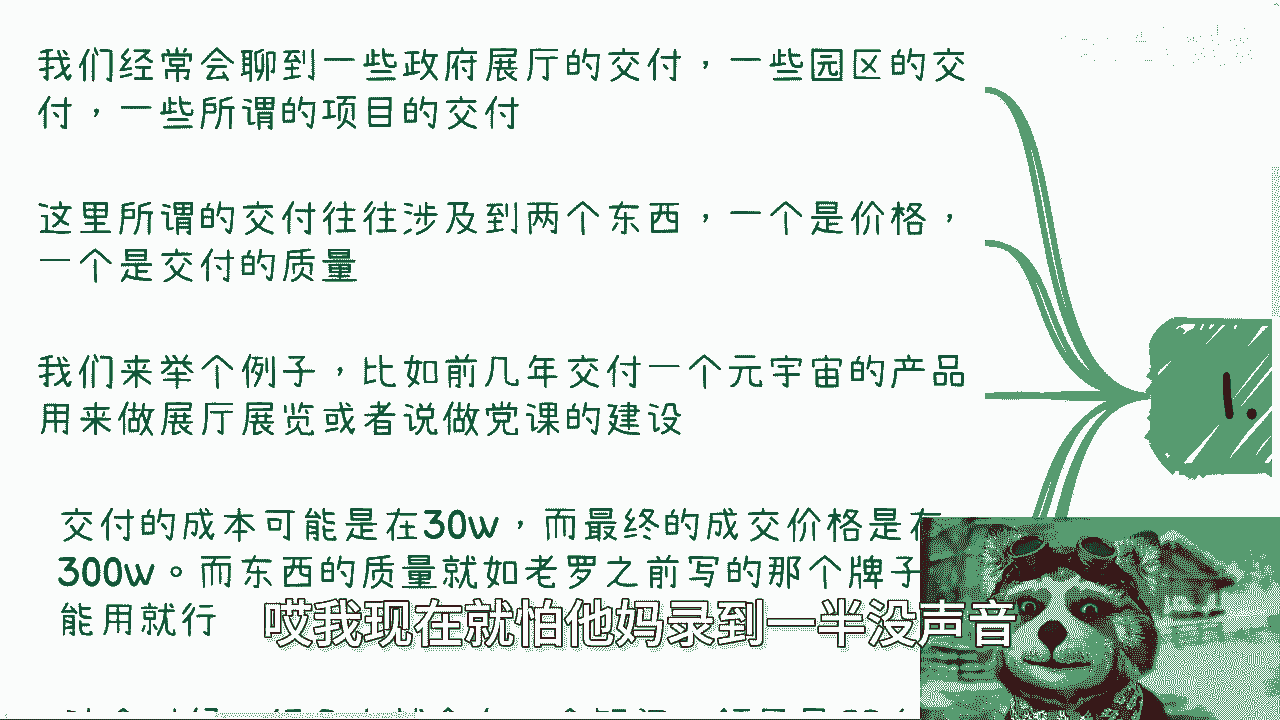 我们经常会聊到一些政府展厅的交付，一些园区的交
付，一些所谓的项目的交付
这里所谓的交付往往涉及到两个东西，一个是价格，
一个是交付的质量
我们来举个例子，比如前几年交付一个元宇宙的产品
用来做展厅展览或者说做党课的建设
1.
交付的成本可能是在30w，而最终的成交价格是在
300w。而东西的质量就如老罗之前写的那个牌子
能用就行
哎我现在就怕他妈录到一半没声音